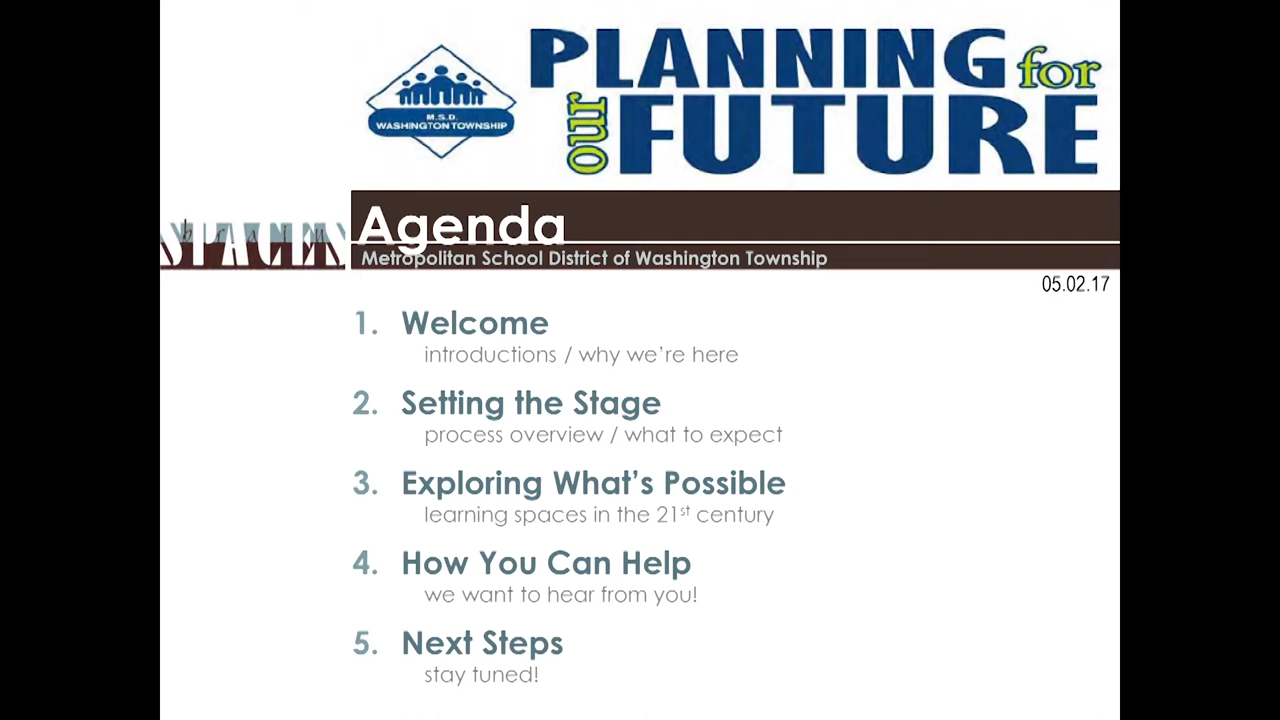 PLANNING for
our FUTURE
M.S.D.
WASHINGTON TOWNSHIP
SPACES
Agenda
Metropolitan School District of Washington Township
05.02.17
1. Welcome
introductions / why we're here
2. Setting the Stage
process overview / what to expect
3. Exploring What's Possible
learning spaces in the 21st century
4. How You Can Help
we want to hear from you!
5. Next Steps
stay tuned!